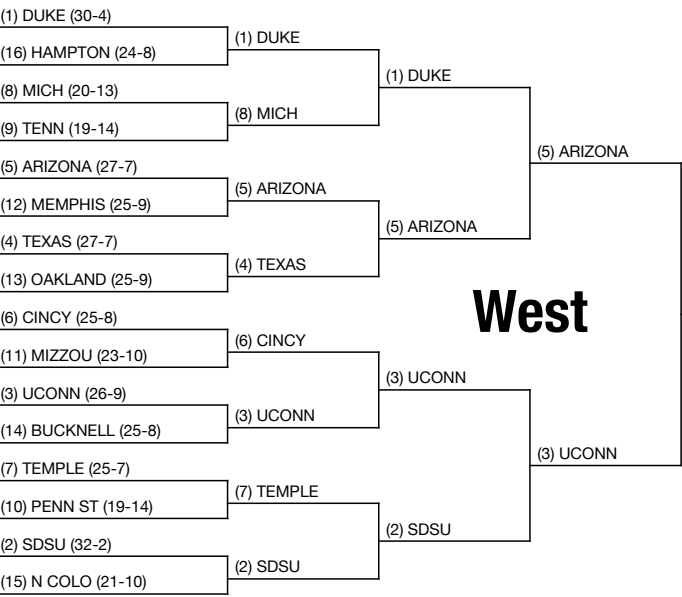 (1) DUKE (30-4)
(16) HAMPTON (24-8)
(8) MICH (20-13)
(9) TENN (19-14)
(5) ARIZONA (27-7)
(12) MEMPHIS (25-9)
(4) TEXAS (27-7)
(13) OAKLAND (25-9)
(6) CINCY (25-8)
(11) MIZZOU (23-10)
(3) UCONN (26-9)
(14) BUCKNELL (25-8)
(7) TEMPLE (25-7)
(10) PENN ST (19-14)
(2) SDSU (32-2)
(15) N COLO (21-10)
(1) DUKE
(8) MICH
(5) ARIZONA
(4) TEXAS
(6) CINCY
(3) UCONN
(7) TEMPLE
(2) SDSU
(1) DUKE
(5) ARIZONA
(3) UCONN
(2) SDSU
(5) ARIZONA
(3) UCONN
West